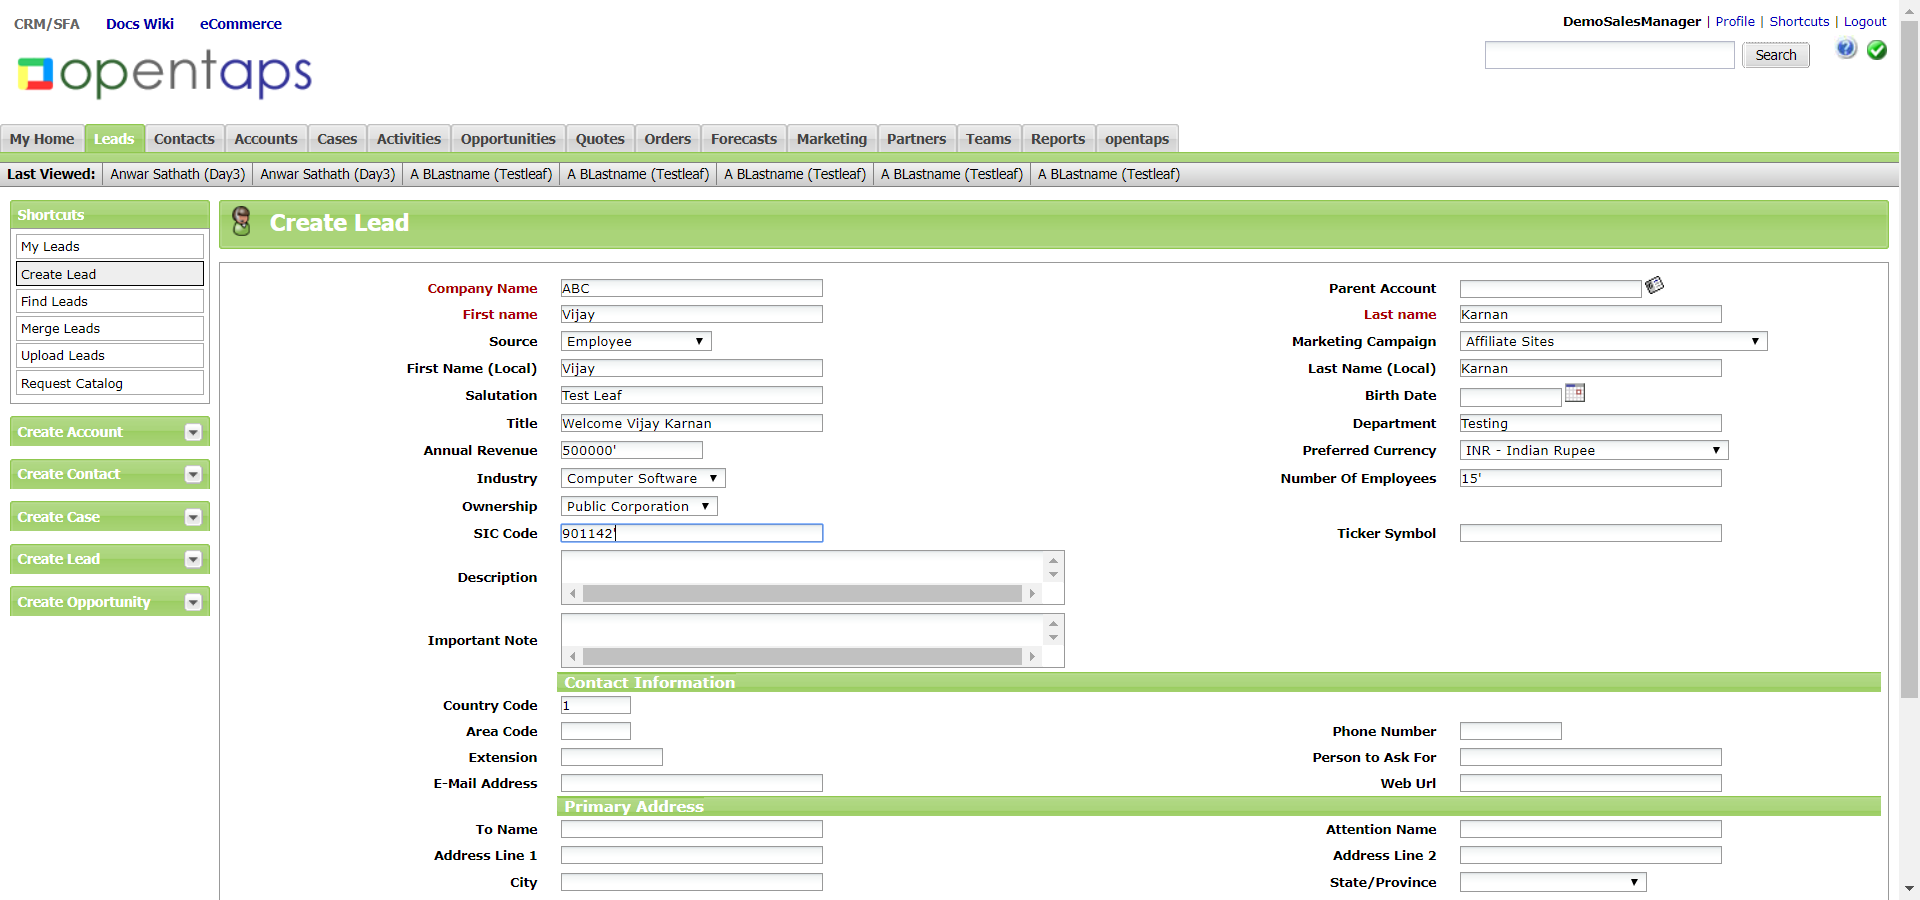 CRM/SFA Docs Wiki eCommerce
DemoSalesManager | Profile | Shortcuts | Logout
Search
opentaps
My Home Leads Contacts Accounts Cases Activities Opportunities Quotes Orders Forecasts Marketing Partners Teams Reports opentaps
Last Viewed: Anwar Sathath (Day3) Anwar Sathath (Day3) A BLastname (Testleaf) A BLastname (Testleaf) A BLastname (Testleaf) A BLastname (Testleaf) A BLastname (Testleaf)
Shortcuts
My Leads
Create Lead
Find Leads
Merge Leads
Upload Leads
Request Catalog
Create Account
Create Contact
Create Case
Create Lead
Create Opportunity
Create Lead
Company Name ABC Parent Account
First name Vijay Last name Karnan
Source Employee Marketing Campaign Affiliate Sites
First Name (Local) Vijay Last Name (Local) Karnan
Salutation Test Leaf Birth Date
Title Welcome Vijay Karnan Department Testing
Annual Revenue 500000' Preferred Currency INR - Indian Rupee
Industry Computer Software Number Of Employees 15'
Ownership Public Corporation
SIC Code 901142' Ticker Symbol
Description
Important Note
Contact Information
Country Code 1
Area Code Phone Number
Extension Person to Ask For
E-Mail Address Web Url
Primary Address
To Name Attention Name
Address Line 1 Address Line 2
City State/Province